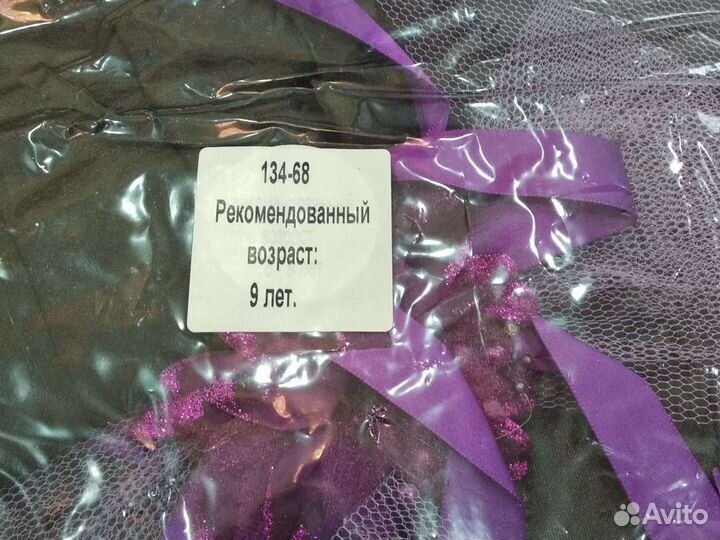 134-68
Рекомендованный
возраст:
9 лет.
Avito